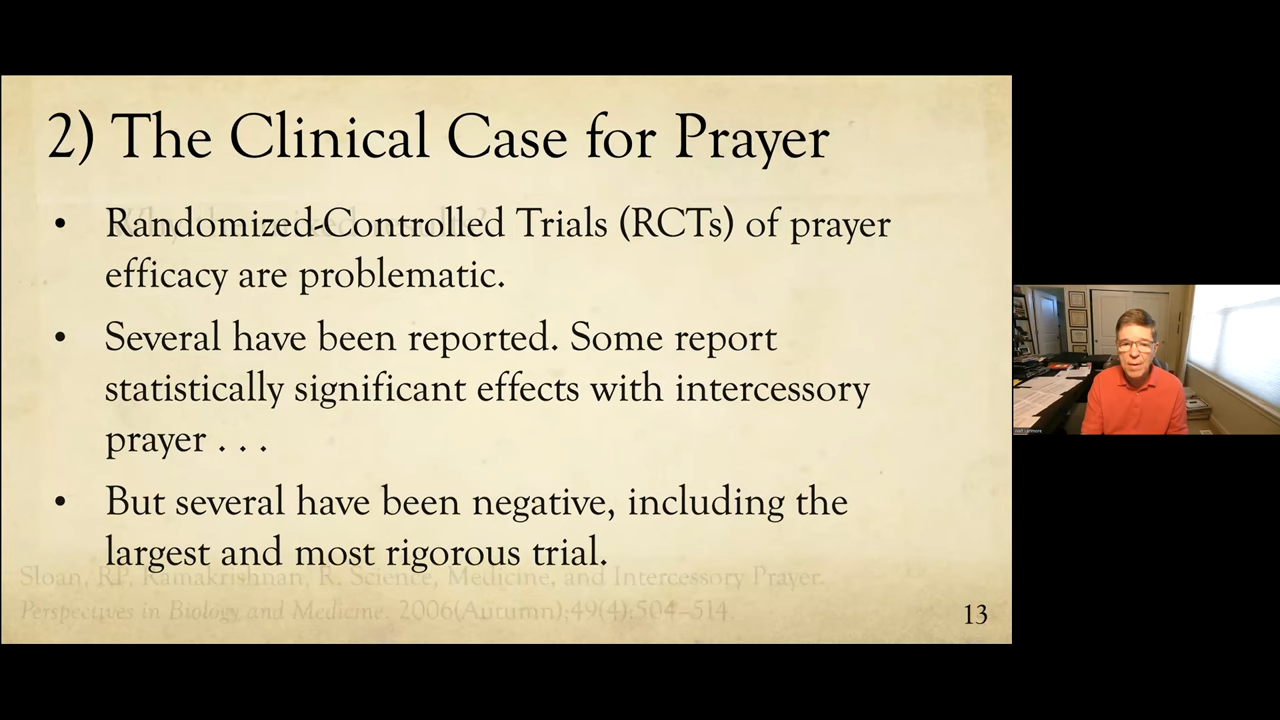 2) The Clinical Case for Prayer
• Randomized-Controlled Trials (RCTs) of prayer
efficacy are problematic.
• Several have been reported. Some report
statistically significant effects with intercessory
prayer . . .
• But several have been negative, including the
largest and most rigorous trial.
Sloan, RP, Ramakrishnan, R. Science, Medicine, and Intercessory Prayer.
Perspectives in Biology and Medicine. 2006(Autumn);49(4):504–514.
13